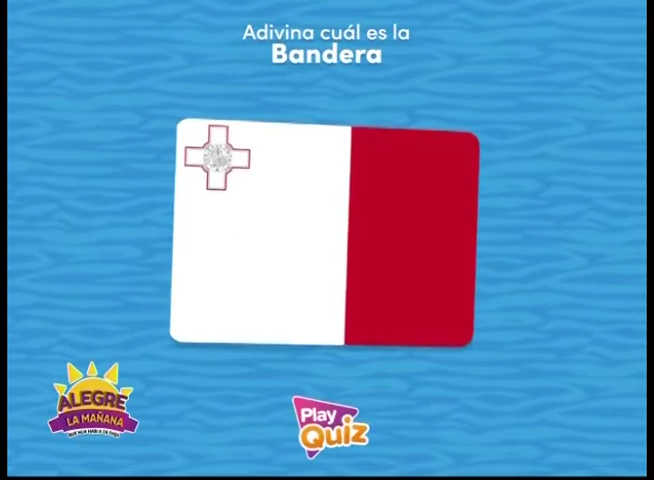 Adivina cuál es la
Bandera
ALEGRE
LA MAÑANA
Play
Quiz